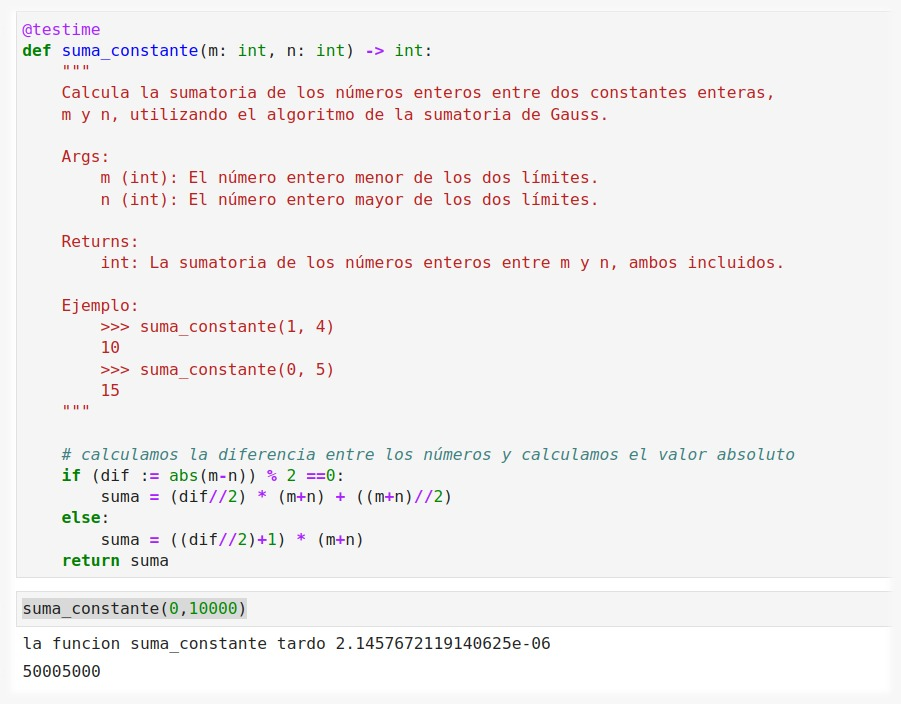 @testime
def suma_constante(m: int, n: int) -> int:
    """
    Calcula la sumatoria de los números enteros entre dos constantes enteras,
    m y n, utilizando el algoritmo de la sumatoria de Gauss.

    Args:
        m (int): El número entero menor de los dos límites.
        n (int): El número entero mayor de los dos límites.

    Returns:
        int: La sumatoria de los números enteros entre m y n, ambos incluidos.

    Ejemplo:
        >>> suma_constante(1, 4)
        10
        >>> suma_constante(0, 5)
        15
    """

    # calculamos la diferencia entre los números y calculamos el valor absoluto
    if (dif := abs(m-n)) % 2 ==0:
        suma = (dif//2) * (m+n) + ((m+n)//2)
    else:
        suma = ((dif//2)+1) * (m+n)
    return suma

suma_constante(0,10000)
la funcion suma_constante tardo 2.1457672119140625e-06
50005000